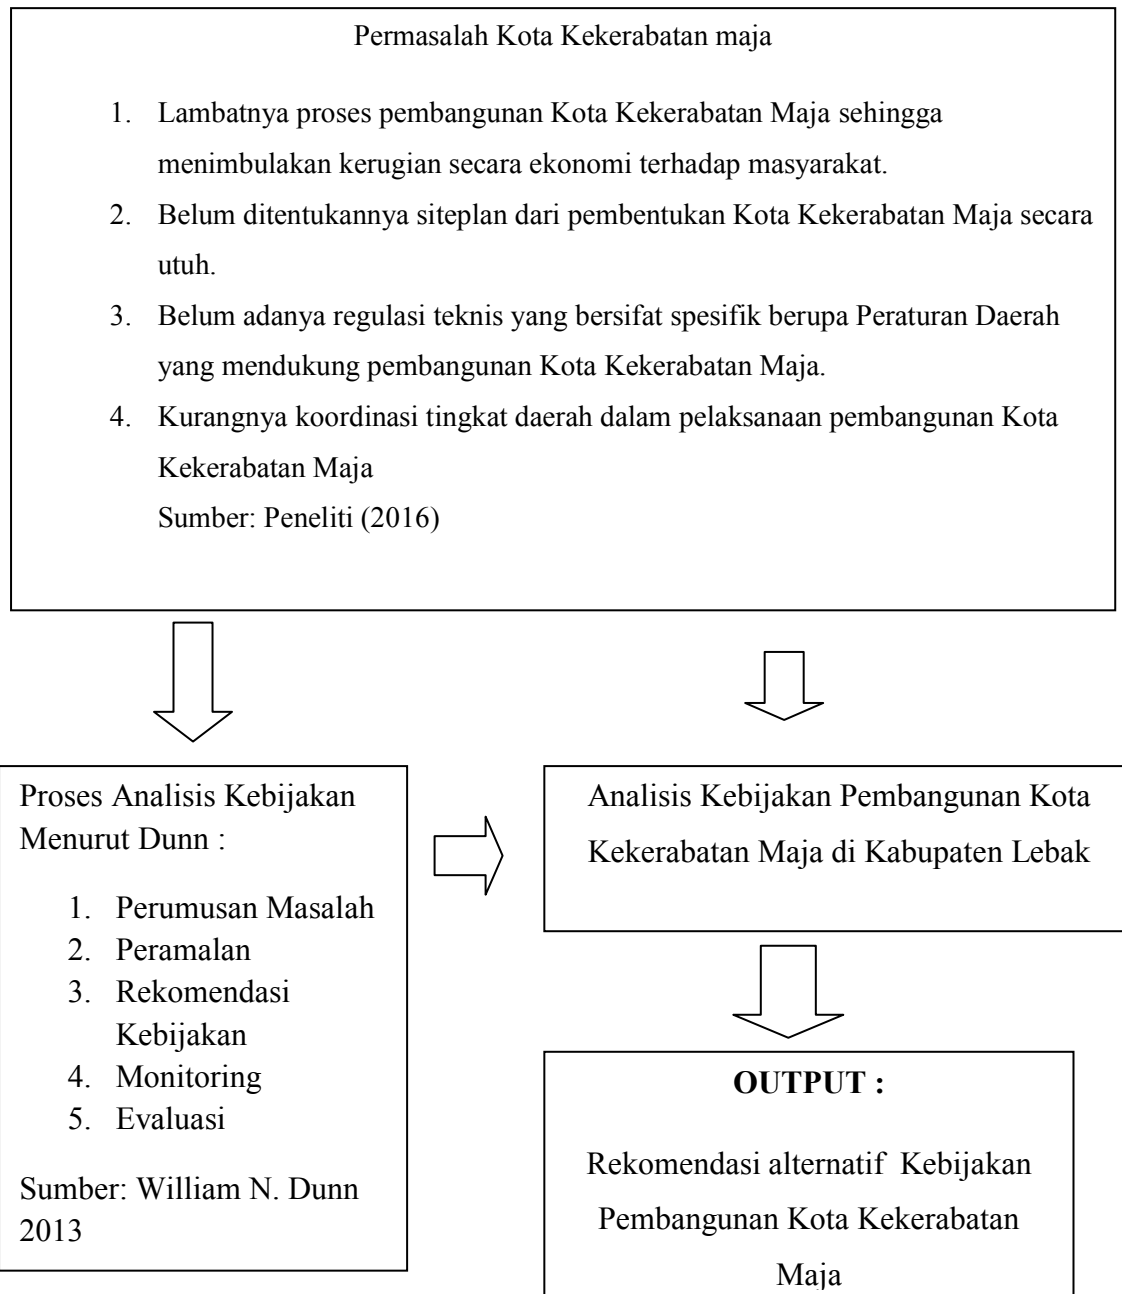 Permasalah Kota Kekerabatan maja
1. Lambatnya proses pembangunan Kota Kekerabatan Maja sehingga
menimbulakan kerugian secara ekonomi terhadap masyarakat.
2. Belum ditentukannya siteplan dari pembentukan Kota Kekerabatan Maja secara
utuh.
3. Belum adanya regulasi teknis yang bersifat spesifik berupa Peraturan Daerah
yang mendukung pembangunan Kota Kekerabatan Maja.
4. Kurangnya koordinasi tingkat daerah dalam pelaksanaan pembangunan Kota
Kekerabatan Maja
Sumber: Peneliti (2016)
Proses Analisis Kebijakan
Menurut Dunn :
1. Perumusan Masalah
2. Peramalan
3. Rekomendasi
Kebijakan
4. Monitoring
5. Evaluasi
Sumber: William N. Dunn
2013
Analisis Kebijakan Pembangunan Kota
Kekerabatan Maja di Kabupaten Lebak
OUTPUT :
Rekomendasi alternatif Kebijakan
Pembangunan Kota Kekerabatan
Maja